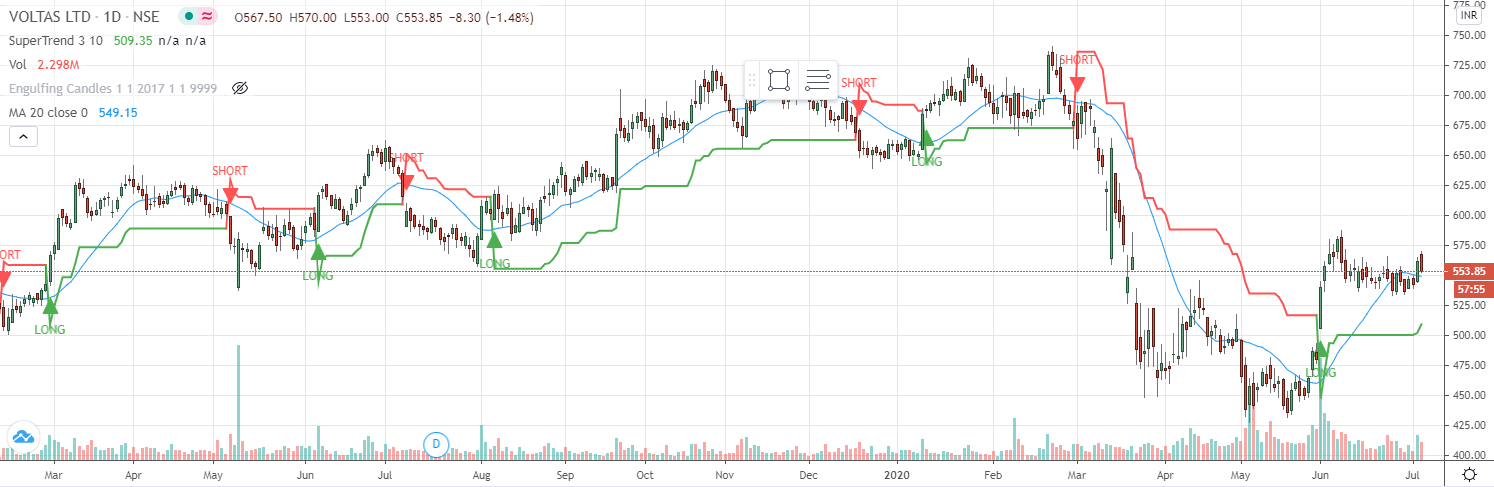 VOLTAS LTD · 1D · NSE ≈ O567.50 H570.00 L553.00 C553.85 −8.30 (−1.48%)
SuperTrend 3 10 509.35 n/a n/a
Vol 2.298M
Engulfing Candles 1 1 2017 1 1 9999
MA 20 close 0 549.15
775.00
INR
750.00
725.00
700.00
675.00
650.00
625.00
600.00
575.00
553.85
57:55
525.00
500.00
475.00
450.00
425.00
400.00
ORT
LONG
SHORT
LONG
SHORT
LONG
SHORT
LONG
SHORT
LONG
D
Mar Apr May Jun Jul Aug Sep Oct Nov Dec 2020 Feb Mar Apr May Jun Jul